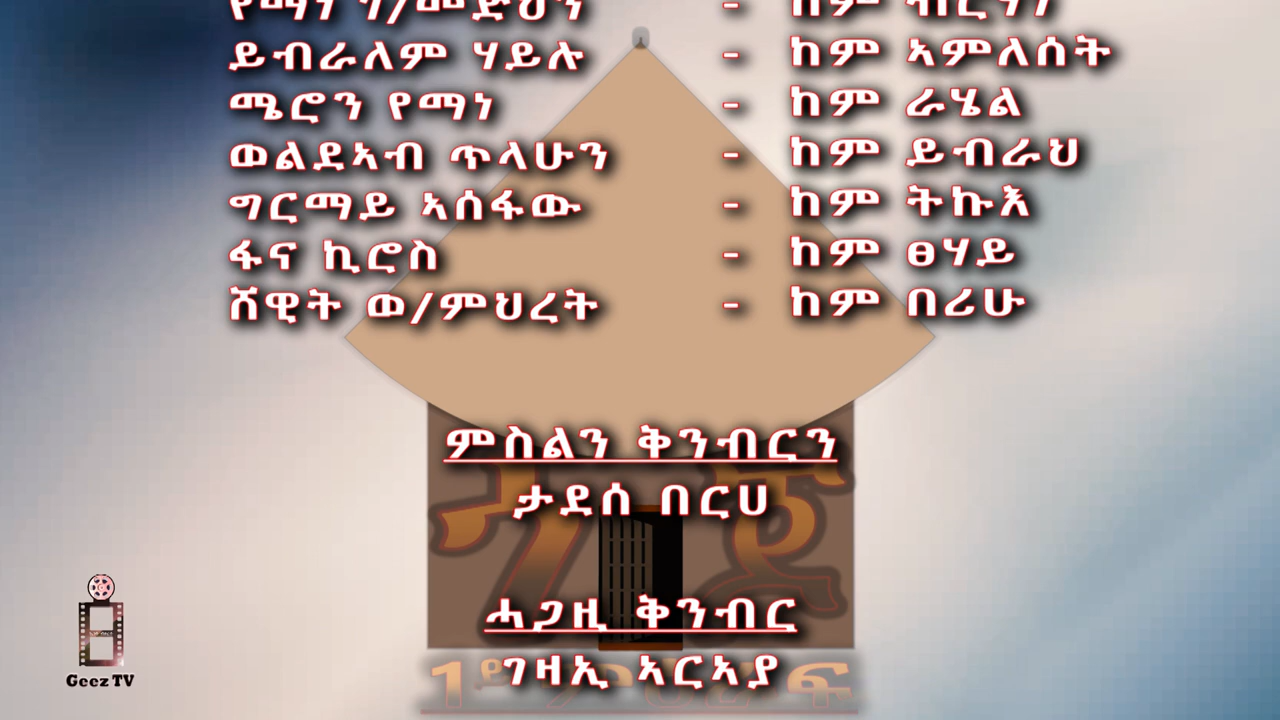 ይብራለም ሃይሉ - ከም ኣምለሰት
ሜሮን የማነ - ከም ራሄል
ወልደኣብ ጥላሁን - ከም ይብራህ
ግርማይ ኣሰፋው - ከም ትኩእ
ፋና ኪሮስ - ከም ፀሃይ
ሸዊት ወ/ምህረት - ከም በሪሁ
ምስልን ቅንብርን
ታደሰ በርሀ
ሓጋዚ ቅንብር
ገዛኢ ኣርኣያ
Geez TV